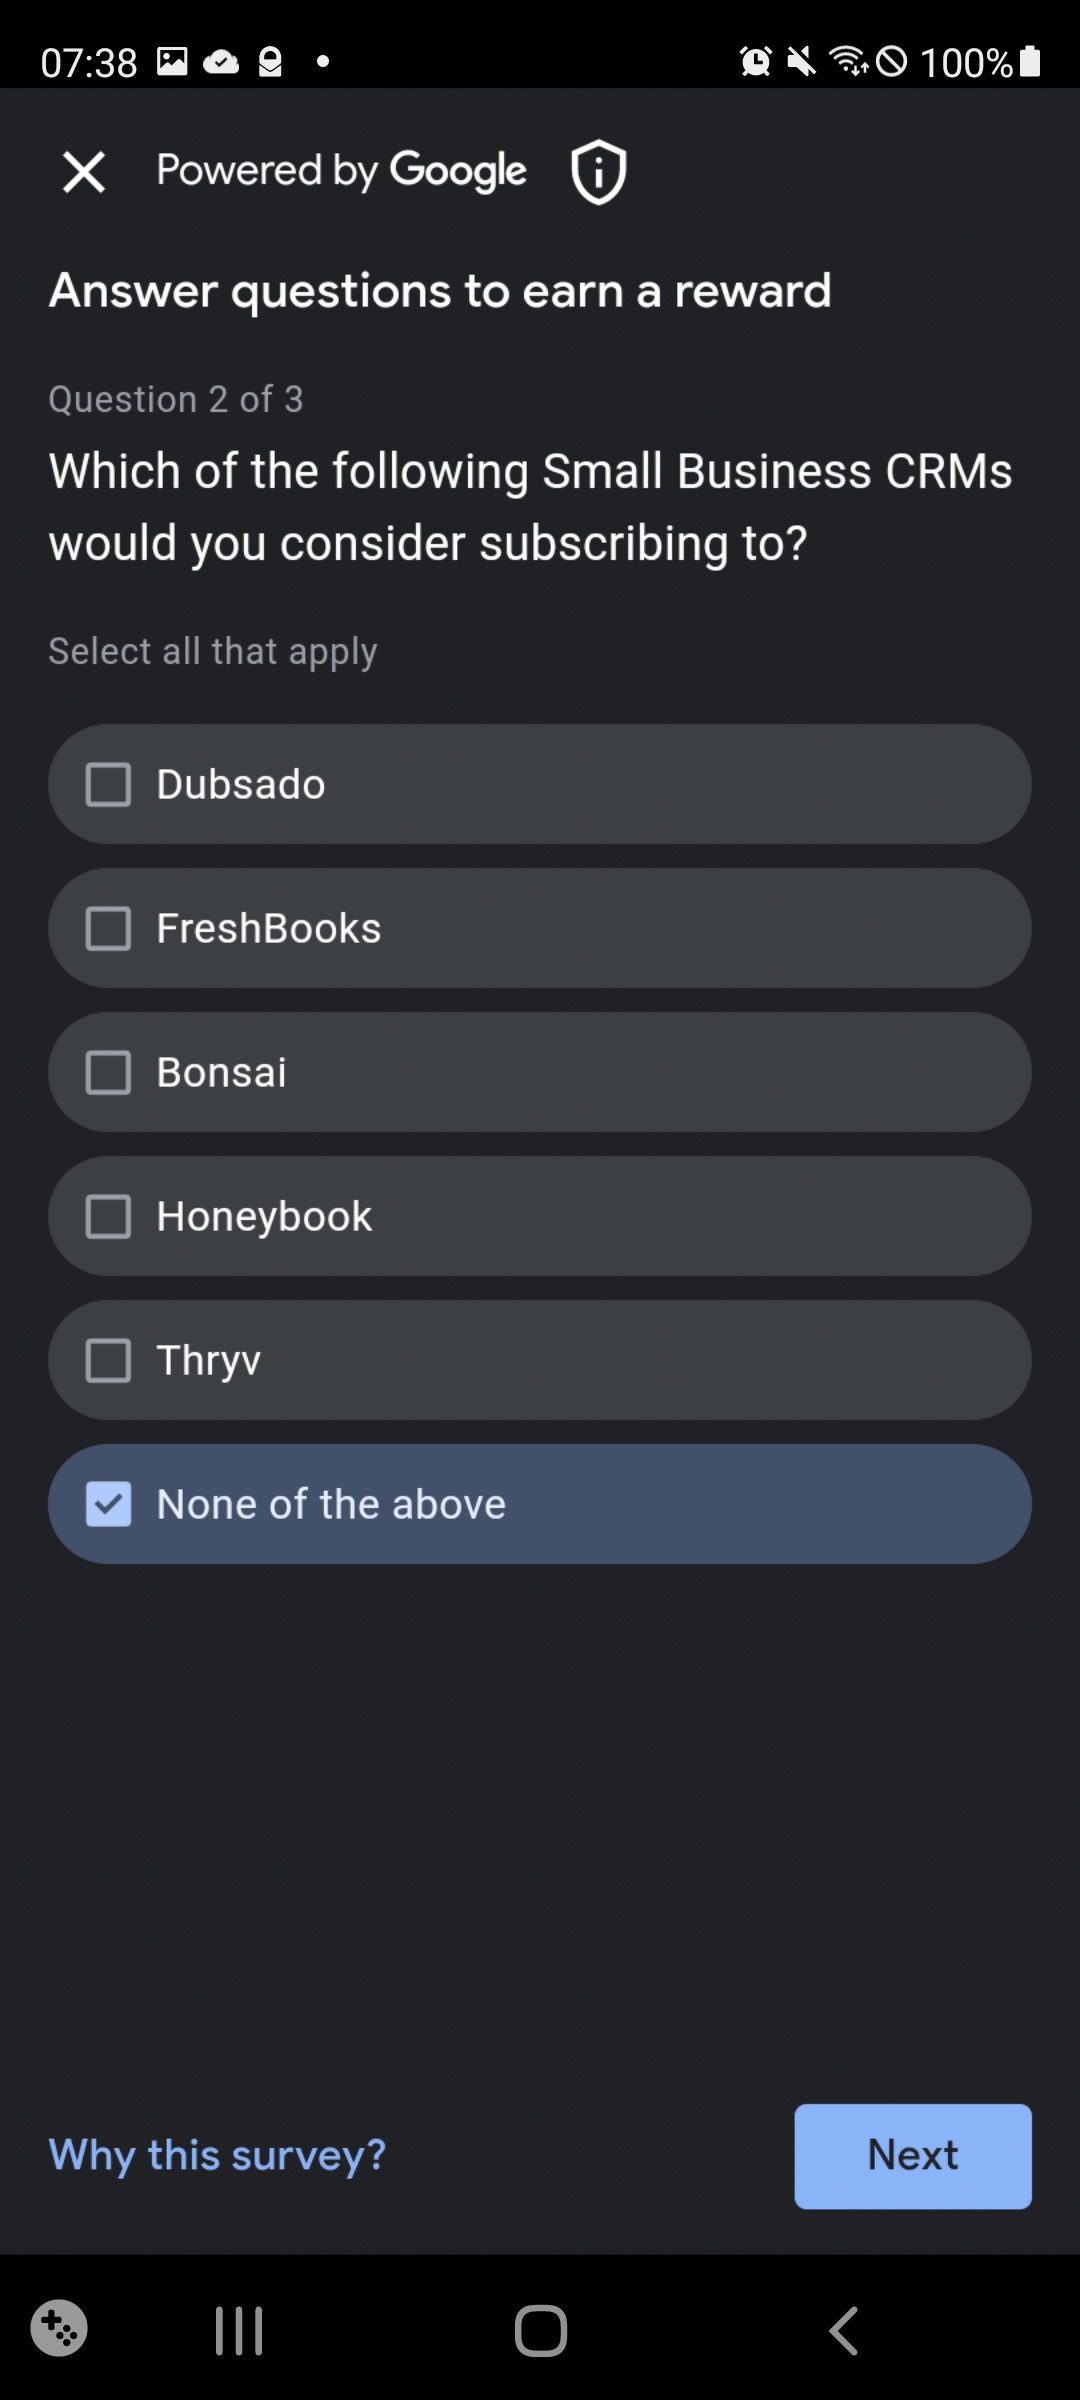 07:38
100%
Powered by Google
Answer questions to earn a reward
Question 2 of 3
Which of the following Small Business CRMs
would you consider subscribing to?
Select all that apply
Dubsado
FreshBooks
Bonsai
Honeybook
Thryv
None of the above
Why this survey?
Next